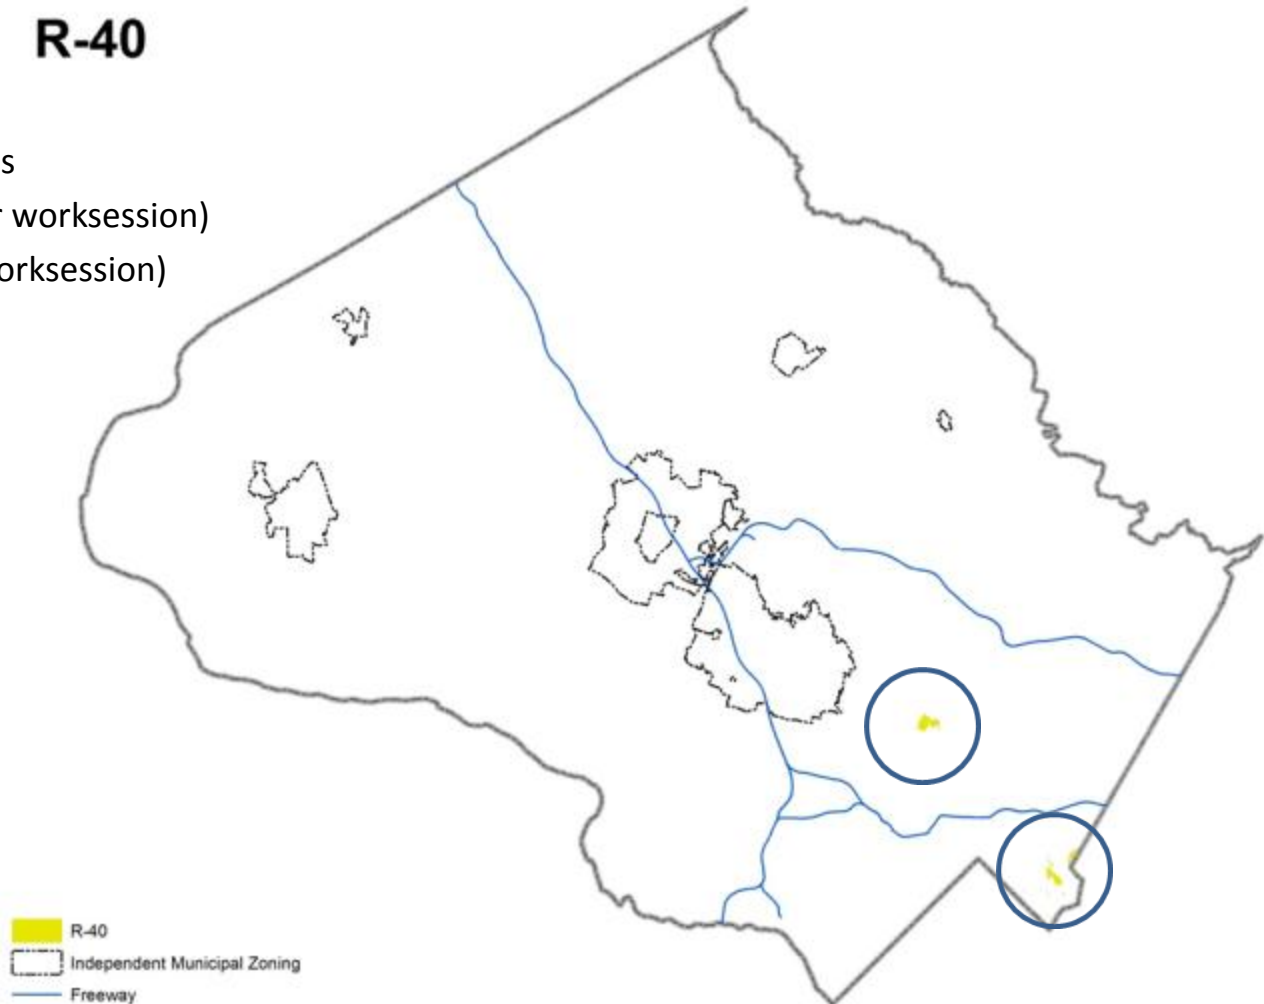 R-40
s
worksession)
orksession)
R-40
Independent Municipal Zoning
Freeway